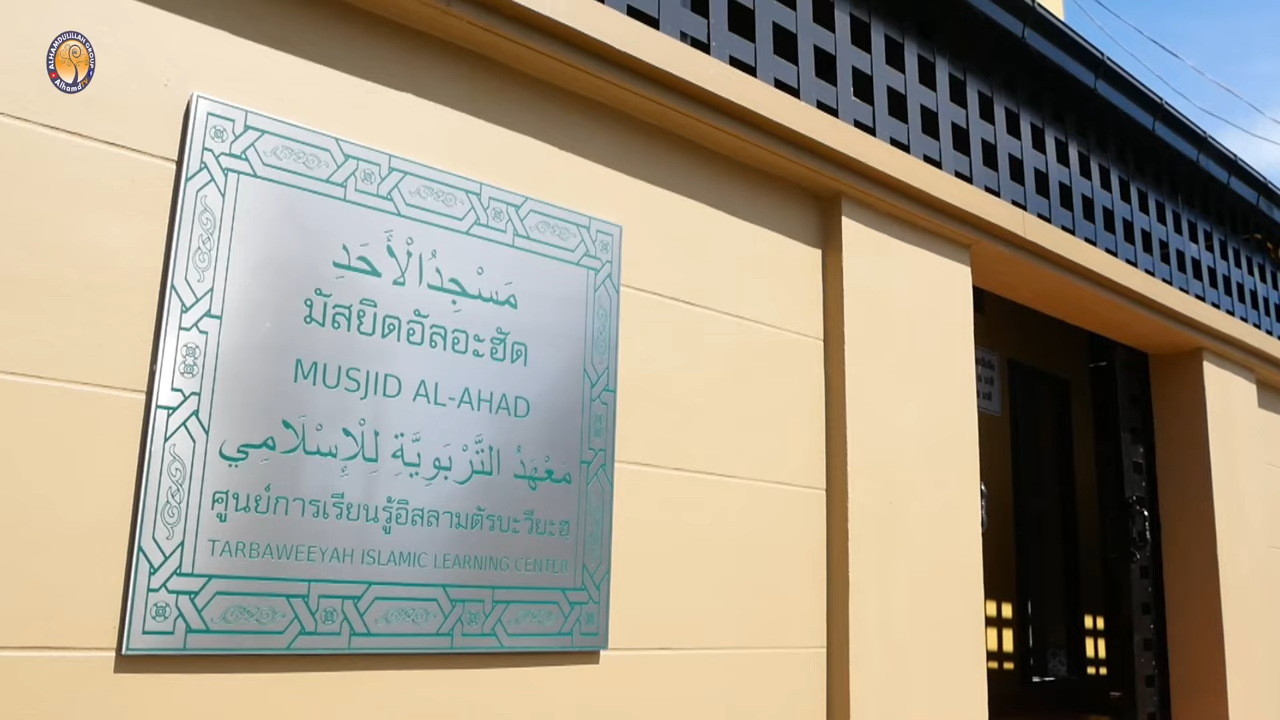 ALHAMDULILLAH GROUP
مَسْجِدُالْأَحَدِ
มัสยิดอัลอะฮัด
MUSJID AL-AHAD
مَعْهَدُ التَّرْبَوِيَّةِ لِلْإِسْلَامِي
ศูนย์การเรียนรู้อิสลามตัรบะวียะฮฺ
TARBAWEEYAH ISLAMIC LEARNING CENTER